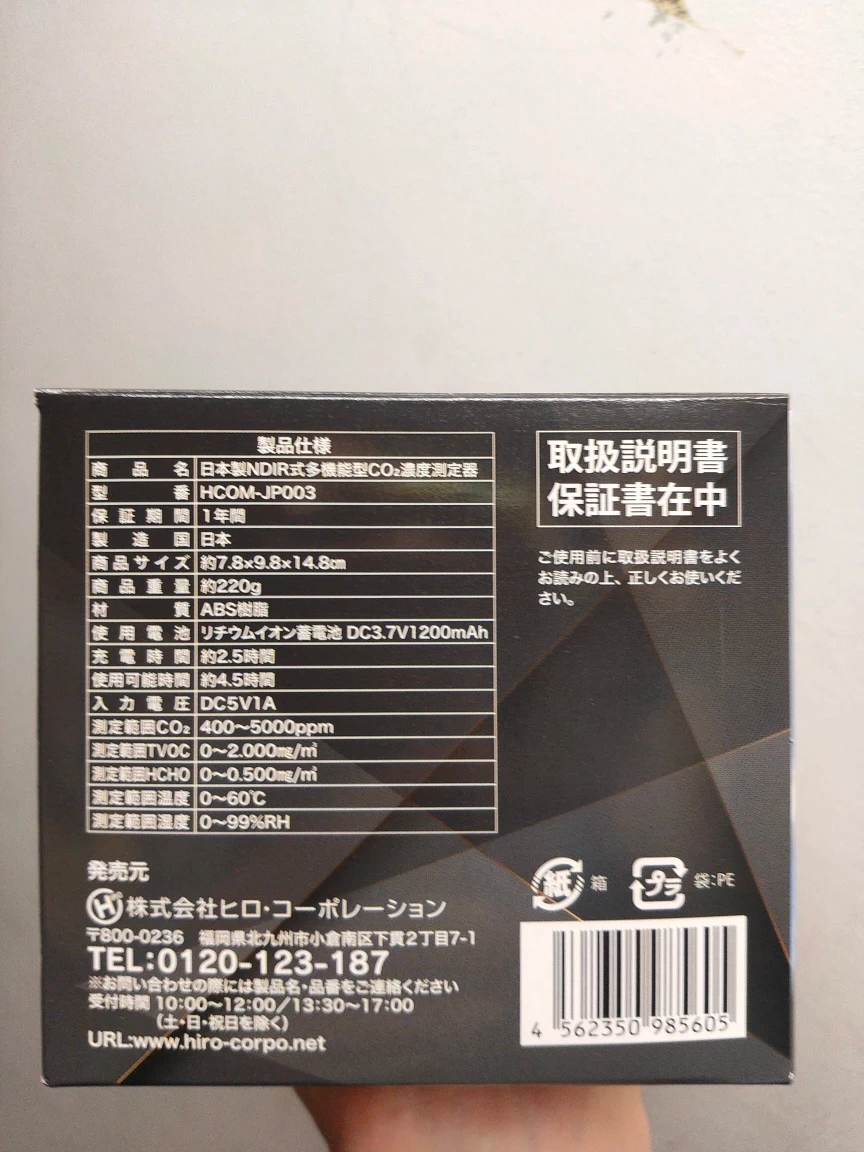 製品仕様
商品名 日本製NDIR式多機能型CO₂濃度測定器
型番 HCOM-JP003
保証期間 1年間
製造国 日本
商品サイズ 約7.8×9.8×14.8㎝
商品重量 約220g
材質 ABS樹脂
使用電池 リチウムイオン蓄電池 DC3.7V1200mAh
充電時間 約2.5時間
使用可能時間 約4.5時間
入力電圧 DC5V1A
測定範囲CO₂ 400〜5000ppm
測定範囲TVOC 0〜2.000㎎/㎥
測定範囲HCHO 0〜0.500㎎/㎥
測定範囲温度 0〜60℃
測定範囲湿度 0〜99%RH
取扱説明書
保証書在中
ご使用前に取扱説明書をよく
お読みの上、正しくお使いくだ
さい。
発売元
H 株式会社ヒロ・コーポレーション
〒800-0236 福岡県北九州市小倉南区下貫2丁目7-1
TEL:0120-123-187
※お問い合わせの際には製品名・品番をご連絡ください
受付時間 10:00〜12:00/13:30〜17:00
(土・日・祝日を除く)
URL:www.hiro-corpo.net
紙 箱 プラ 袋:PE
4 562350 985605